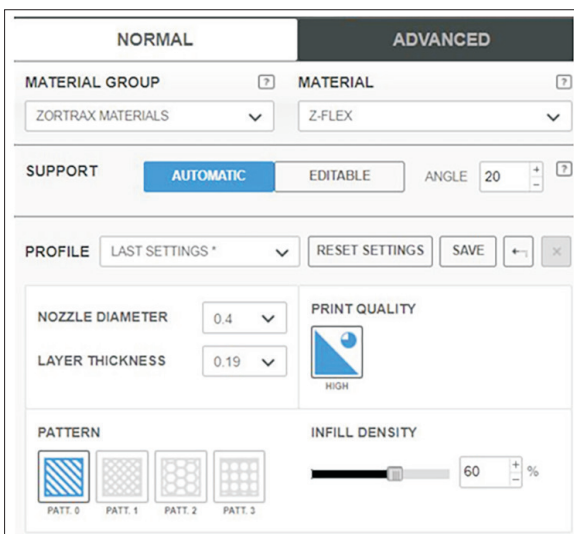 NORMAL ADVANCED
MATERIAL GROUP ? MATERIAL ?
ZORTRAX MATERIALS Z-FLEX
SUPPORT AUTOMATIC EDITABLE ANGLE 20 + - ?
PROFILE LAST SETTINGS * RESET SETTINGS SAVE
NOZZLE DIAMETER 0.4
LAYER THICKNESS 0.19
PRINT QUALITY
HIGH
PATTERN
PATT. 0 PATT. 1 PATT. 2 PATT. 3
INFILL DENSITY
60 + - %